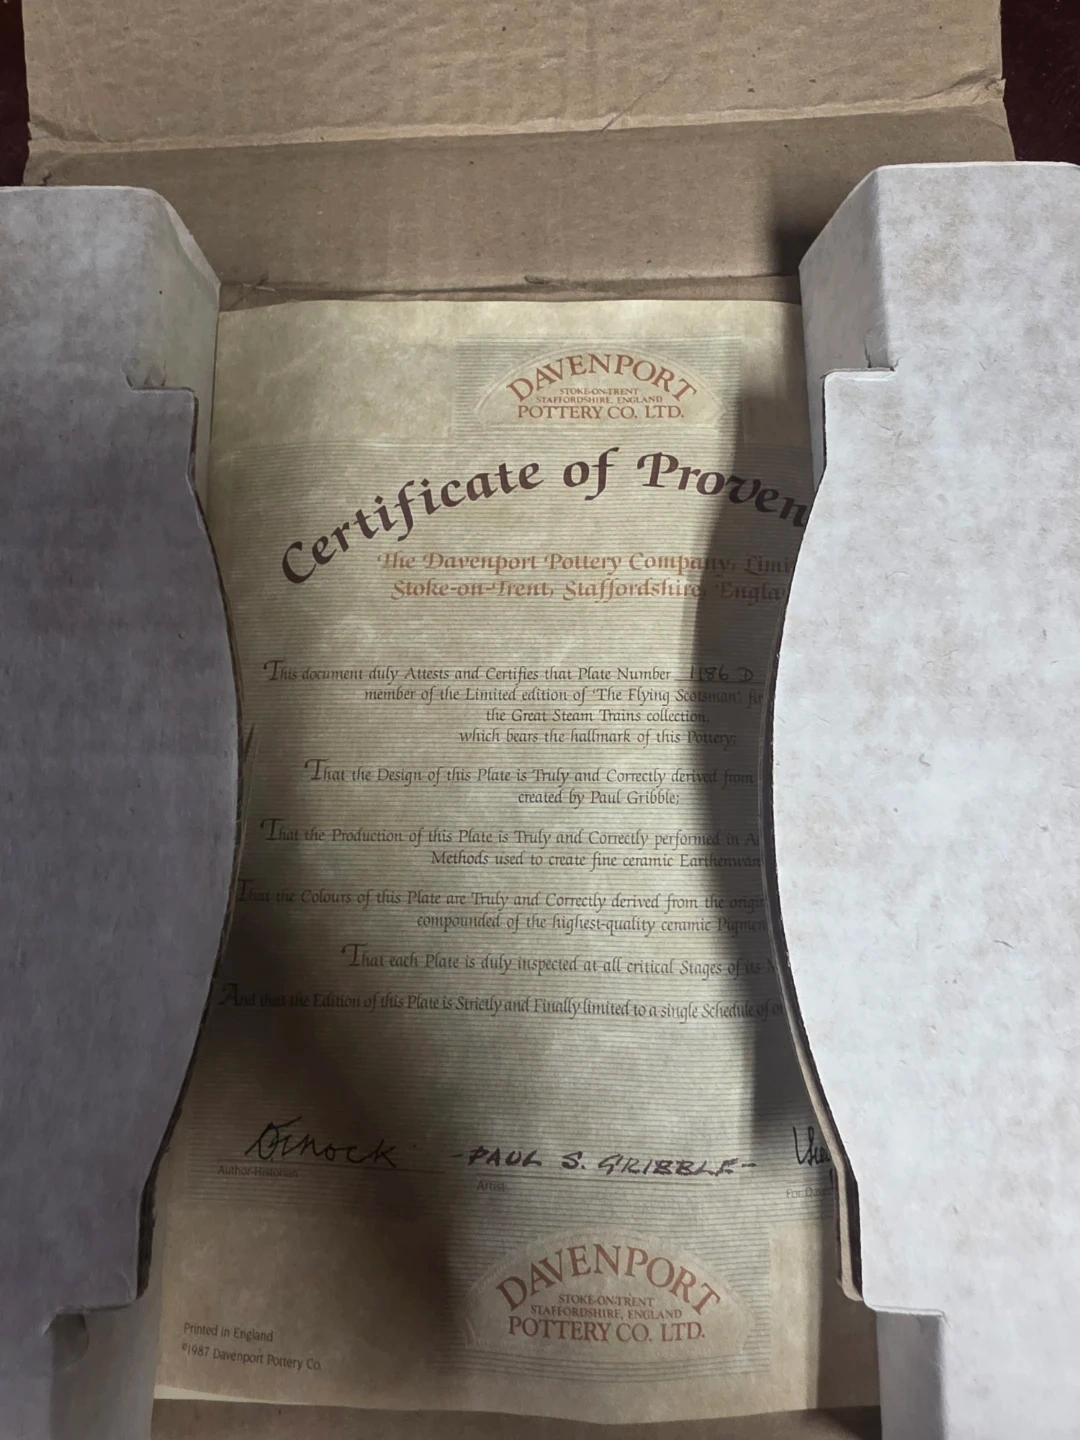 DAVENPORT
STOKE-ON-TRENT
STAFFORDSHIRE, ENGLAND
POTTERY CO. LTD.
Certificate of Proven
The Davenport Pottery Company, Limi
Stoke-on-Trent, Staffordshire, Engla
This document duly Attests and Certifies that Plate Number 1186 D
member of the Limited edition of 'The Flying Scotsman' fir
the Great Steam Trains collection,
which bears the hallmark of this Pottery;
That the Design of this Plate is Truly and Correctly derived from
created by Paul Gribble;
That the Production of this Plate is Truly and Correctly performed in A
Methods used to create fine ceramic Earthenwar
That the Colours of this Plate are Truly and Correctly derived from the origi
compounded of the highest-quality ceramic Pigmen
That each Plate is duly inspected at all critical Stages of its M
And that the Edition of this Plate is Strictly and Finally limited to a single Schedule of
-PAUL S. GRIBBLE-
Author-Historian
Artist
For Dave
DAVENPORT
STOKE-ON-TRENT
STAFFORDSHIRE, ENGLAND
POTTERY CO. LTD.
Printed in England
©1987 Davenport Pottery Co.